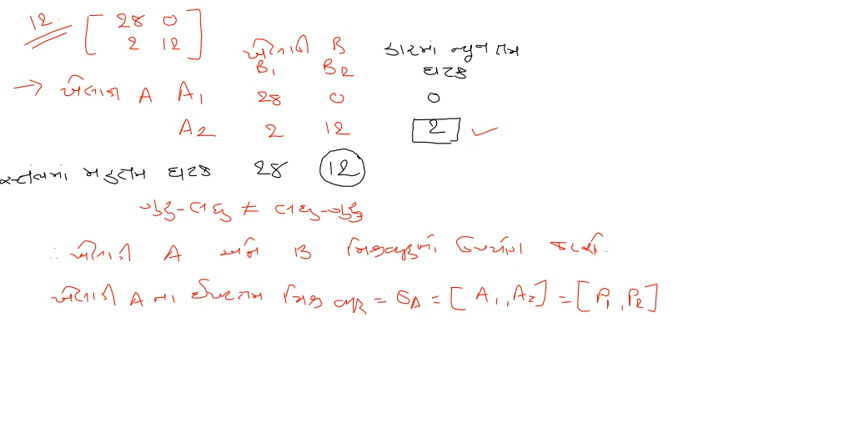 12 [ 28 0
2 12 ]
ખેલાડી B હારમાં ન્યુનતમ
B1 B2 ઘટક
→ ખેલાડી A A1 28 0 0
A2 2 12 2 ✓
સ્તંભમાં મહત્તમ ઘટક 28 12
ગુરુ-લઘુ ≠ લઘુ-ગુરુ
∴ ખેલાડી A અને B મિશ્રવ્યૂહનો ઉપયોગ કરશે.
ખેલાડી A ના ઈષ્ટતમ મિશ્ર વ્યૂહ = SA = [ A1, A2 ] = [ P1, P2 ]